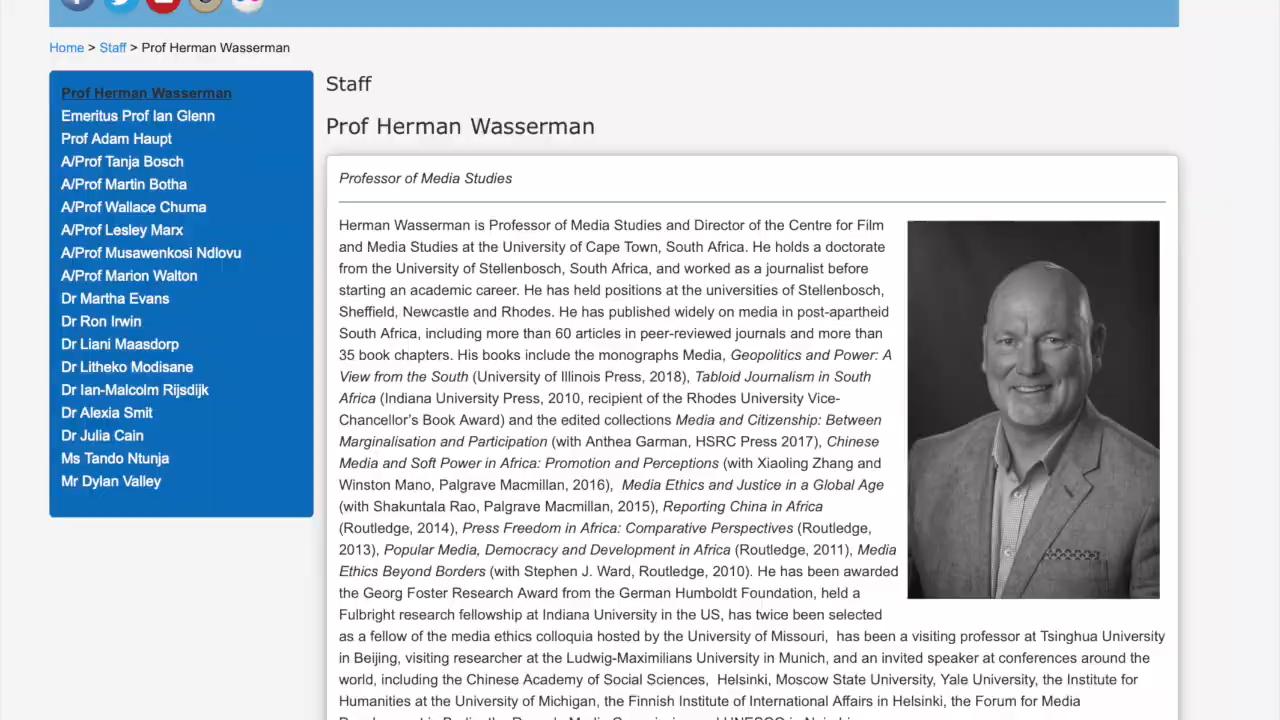 Home > Staff > Prof Herman Wasserman
Prof Herman Wasserman
Emeritus Prof Ian Glenn
Prof Adam Haupt
A/Prof Tanja Bosch
A/Prof Martin Botha
A/Prof Wallace Chuma
A/Prof Lesley Marx
A/Prof Musawenkosi Ndlovu
A/Prof Marion Walton
Dr Martha Evans
Dr Ron Irwin
Dr Liani Maasdorp
Dr Litheko Modisane
Dr Ian-Malcolm Rijsdijk
Dr Alexia Smit
Dr Julia Cain
Ms Tando Ntunja
Mr Dylan Valley
Staff
Prof Herman Wasserman
Professor of Media Studies
Herman Wasserman is Professor of Media Studies and Director of the Centre for Film
and Media Studies at the University of Cape Town, South Africa. He holds a doctorate
from the University of Stellenbosch, South Africa, and worked as a journalist before
starting an academic career. He has held positions at the universities of Stellenbosch,
Sheffield, Newcastle and Rhodes. He has published widely on media in post-apartheid
South Africa, including more than 60 articles in peer-reviewed journals and more than
35 book chapters. His books include the monographs Media, Geopolitics and Power: A
View from the South (University of Illinois Press, 2018), Tabloid Journalism in South
Africa (Indiana University Press, 2010, recipient of the Rhodes University Vice-
Chancellor's Book Award) and the edited collections Media and Citizenship: Between
Marginalisation and Participation (with Anthea Garman, HSRC Press 2017), Chinese
Media and Soft Power in Africa: Promotion and Perceptions (with Xiaoling Zhang and
Winston Mano, Palgrave Macmillan, 2016), Media Ethics and Justice in a Global Age
(with Shakuntala Rao, Palgrave Macmillan, 2015), Reporting China in Africa
(Routledge, 2014), Press Freedom in Africa: Comparative Perspectives (Routledge,
2013), Popular Media, Democracy and Development in Africa (Routledge, 2011), Media
Ethics Beyond Borders (with Stephen J. Ward, Routledge, 2010). He has been awarded
the Georg Foster Research Award from the German Humboldt Foundation, held a
Fulbright research fellowship at Indiana University in the US, has twice been selected
as a fellow of the media ethics colloquia hosted by the University of Missouri, has been a visiting professor at Tsinghua University
in Beijing, visiting researcher at the Ludwig-Maximilians University in Munich, and an invited speaker at conferences around the
world, including the Chinese Academy of Social Sciences, Helsinki, Moscow State University, Yale University, the Institute for
Humanities at the University of Michigan, the Finnish Institute of International Affairs in Helsinki, the Forum for Media